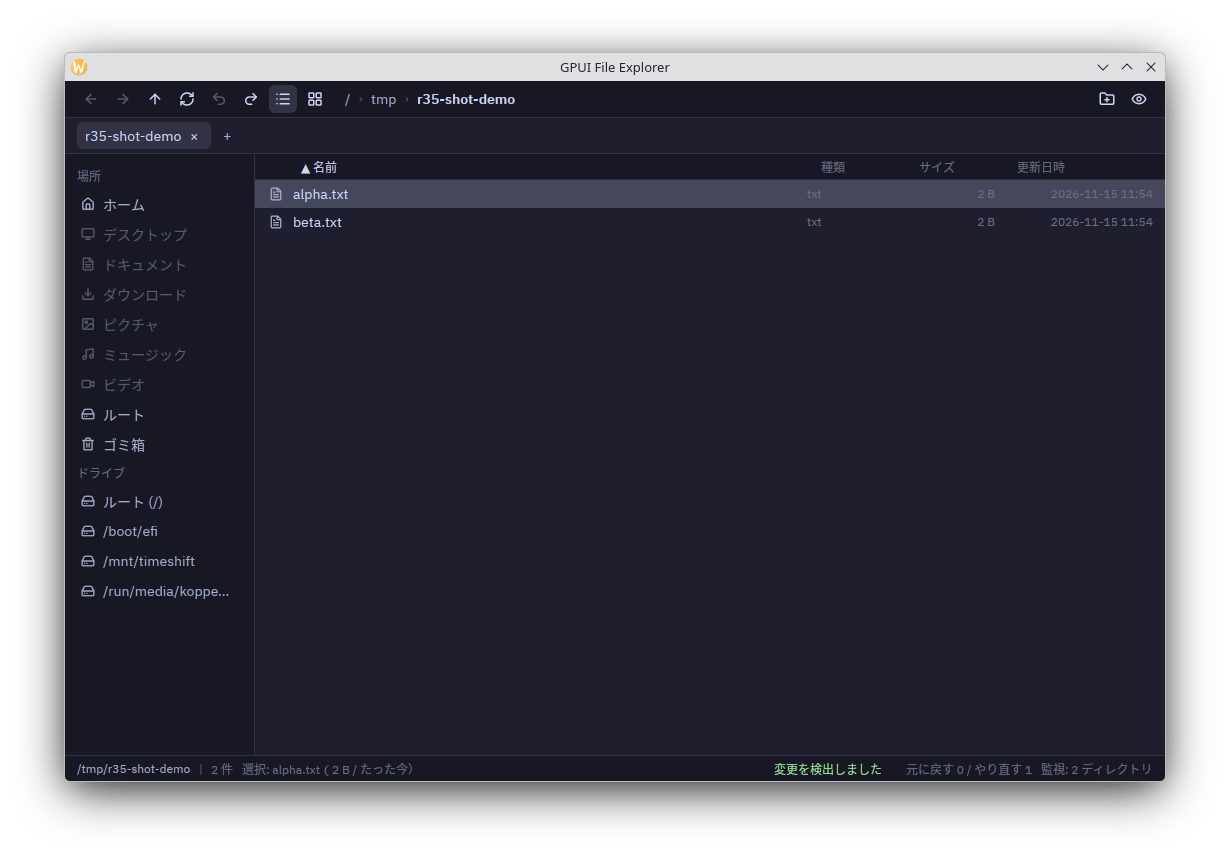 GPUI File Explorer
/ › tmp › r35-shot-demo
r35-shot-demo × +
場所
ホーム
デスクトップ
ドキュメント
ダウンロード
ピクチャ
ミュージック
ビデオ
ルート
ゴミ箱
ドライブ
ルート (/)
/boot/efi
/mnt/timeshift
/run/media/koppe...
▲名前 種類 サイズ 更新日時
alpha.txt txt 2 B 2026-11-15 11:54
beta.txt txt 2 B 2026-11-15 11:54
/tmp/r35-shot-demo | 2 件 選択: alpha.txt ( 2 B / たった今) 変更を検出しました 元に戻す 0 / やり直す 1 監視: 2 ディレクトリ